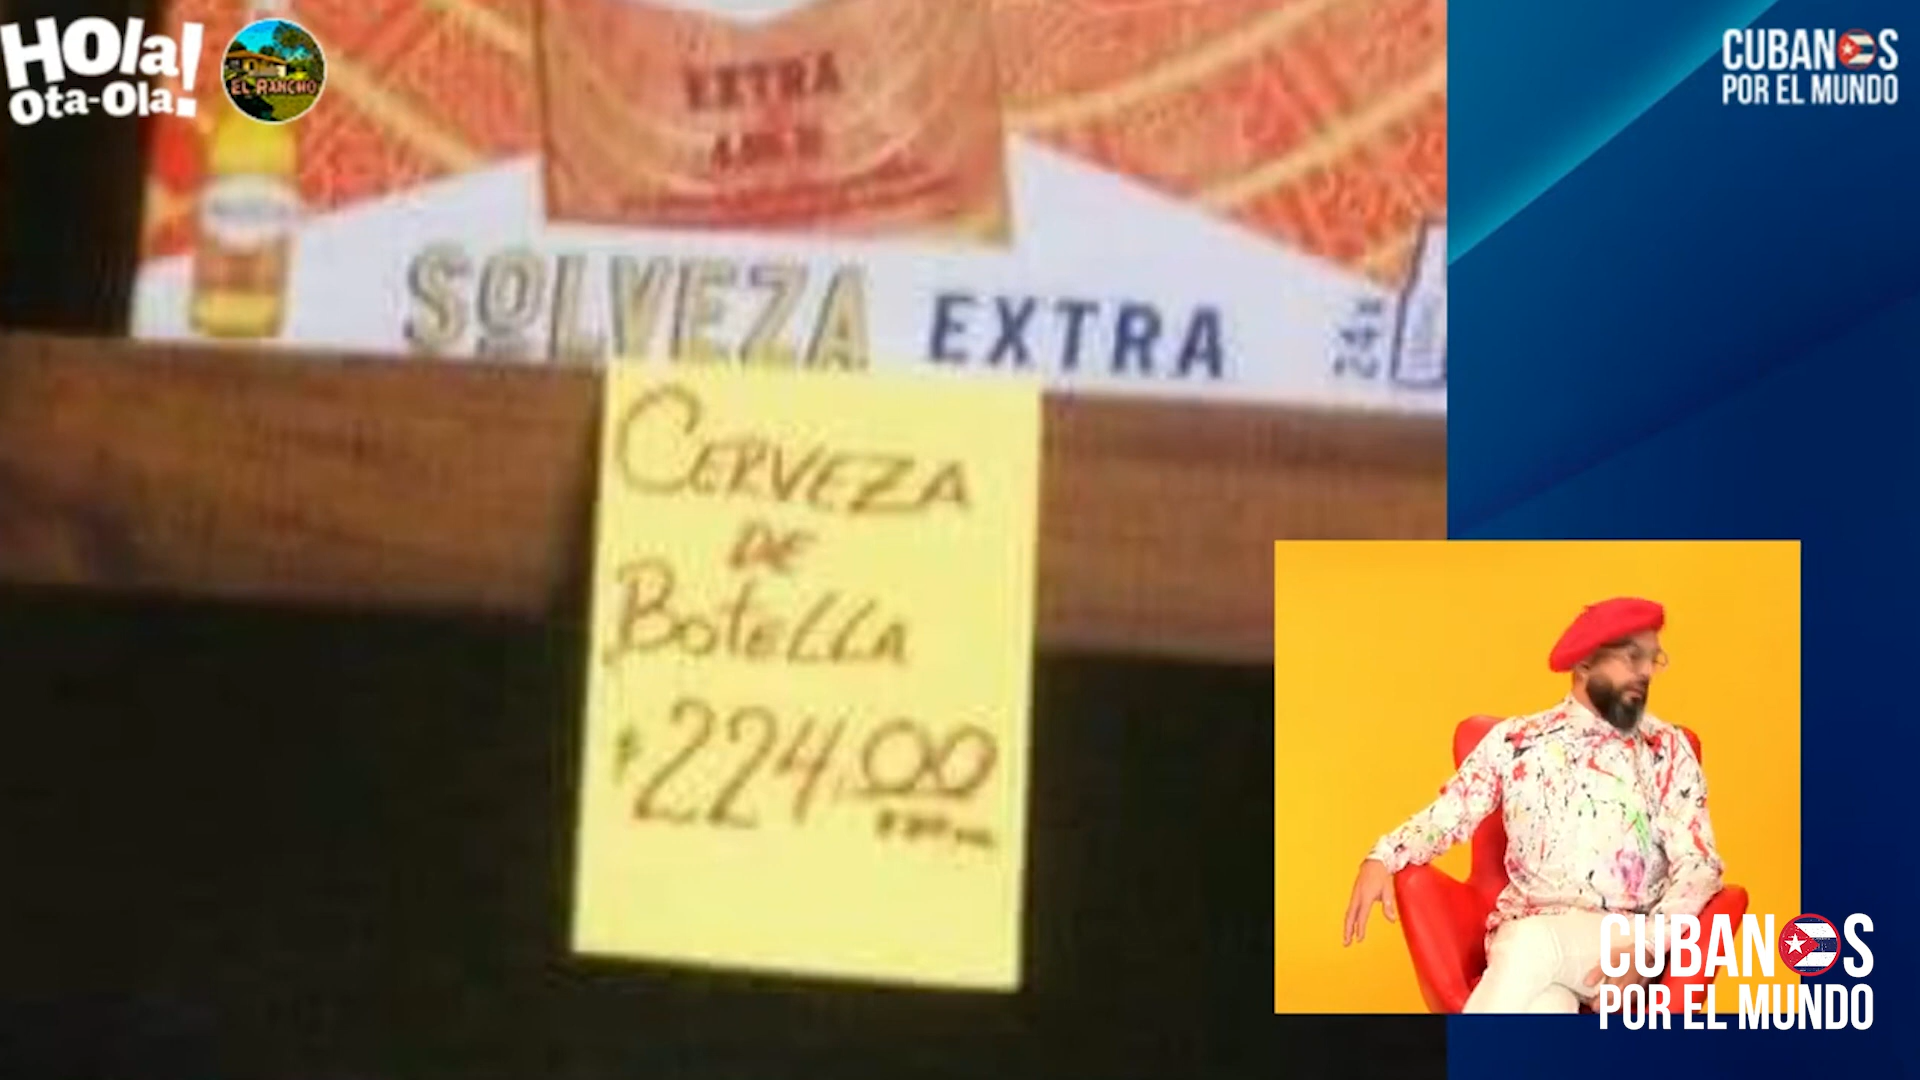 Hola!
Ota-Ola!
EL RANCHO
CUBANOS
POR EL MUNDO
EXTRA
SOLVEZA EXTRA
24
CERVEZA
DE
BOTELLA
$224.00
CUBANOS
POR EL MUNDO